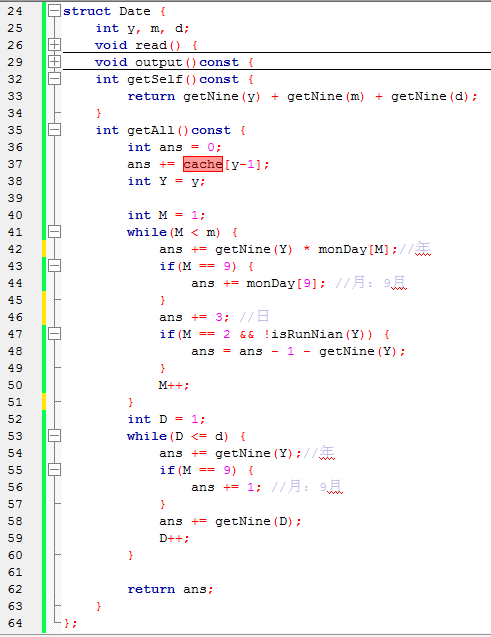 24 struct Date {
25 int y, m, d;
26 void read() {
29 void output()const {
32 int getSelf()const {
33 return getNine(y) + getNine(m) + getNine(d);
34 }
35 int getAll()const {
36 int ans = 0;
37 ans += cache[y-1];
38 int Y = y;
39
40 int M = 1;
41 while(M < m) {
42 ans += getNine(Y) * monDay[M];//年
43 if(M == 9) {
44 ans += monDay[9]; //月：9月
45 }
46 ans += 3; //日
47 if(M == 2 && !isRunNian(Y)) {
48 ans = ans - 1 - getNine(Y);
49 }
50 M++;
51 }
52 int D = 1;
53 while(D <= d) {
54 ans += getNine(Y);//年
55 if(M == 9) {
56 ans += 1; //月：9月
57 }
58 ans += getNine(D);
59 D++;
60 }
61
62 return ans;
63 }
64 };